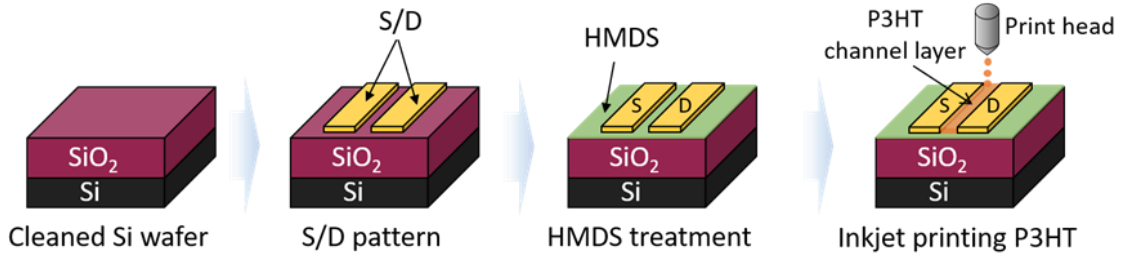 S/D
HMDS
P3HT
channel layer
Print head
SiO₂
Si
SiO₂
Si
S
D
SiO₂
Si
S
D
SiO₂
Si
Cleaned Si wafer
S/D pattern
HMDS treatment
Inkjet printing P3HT